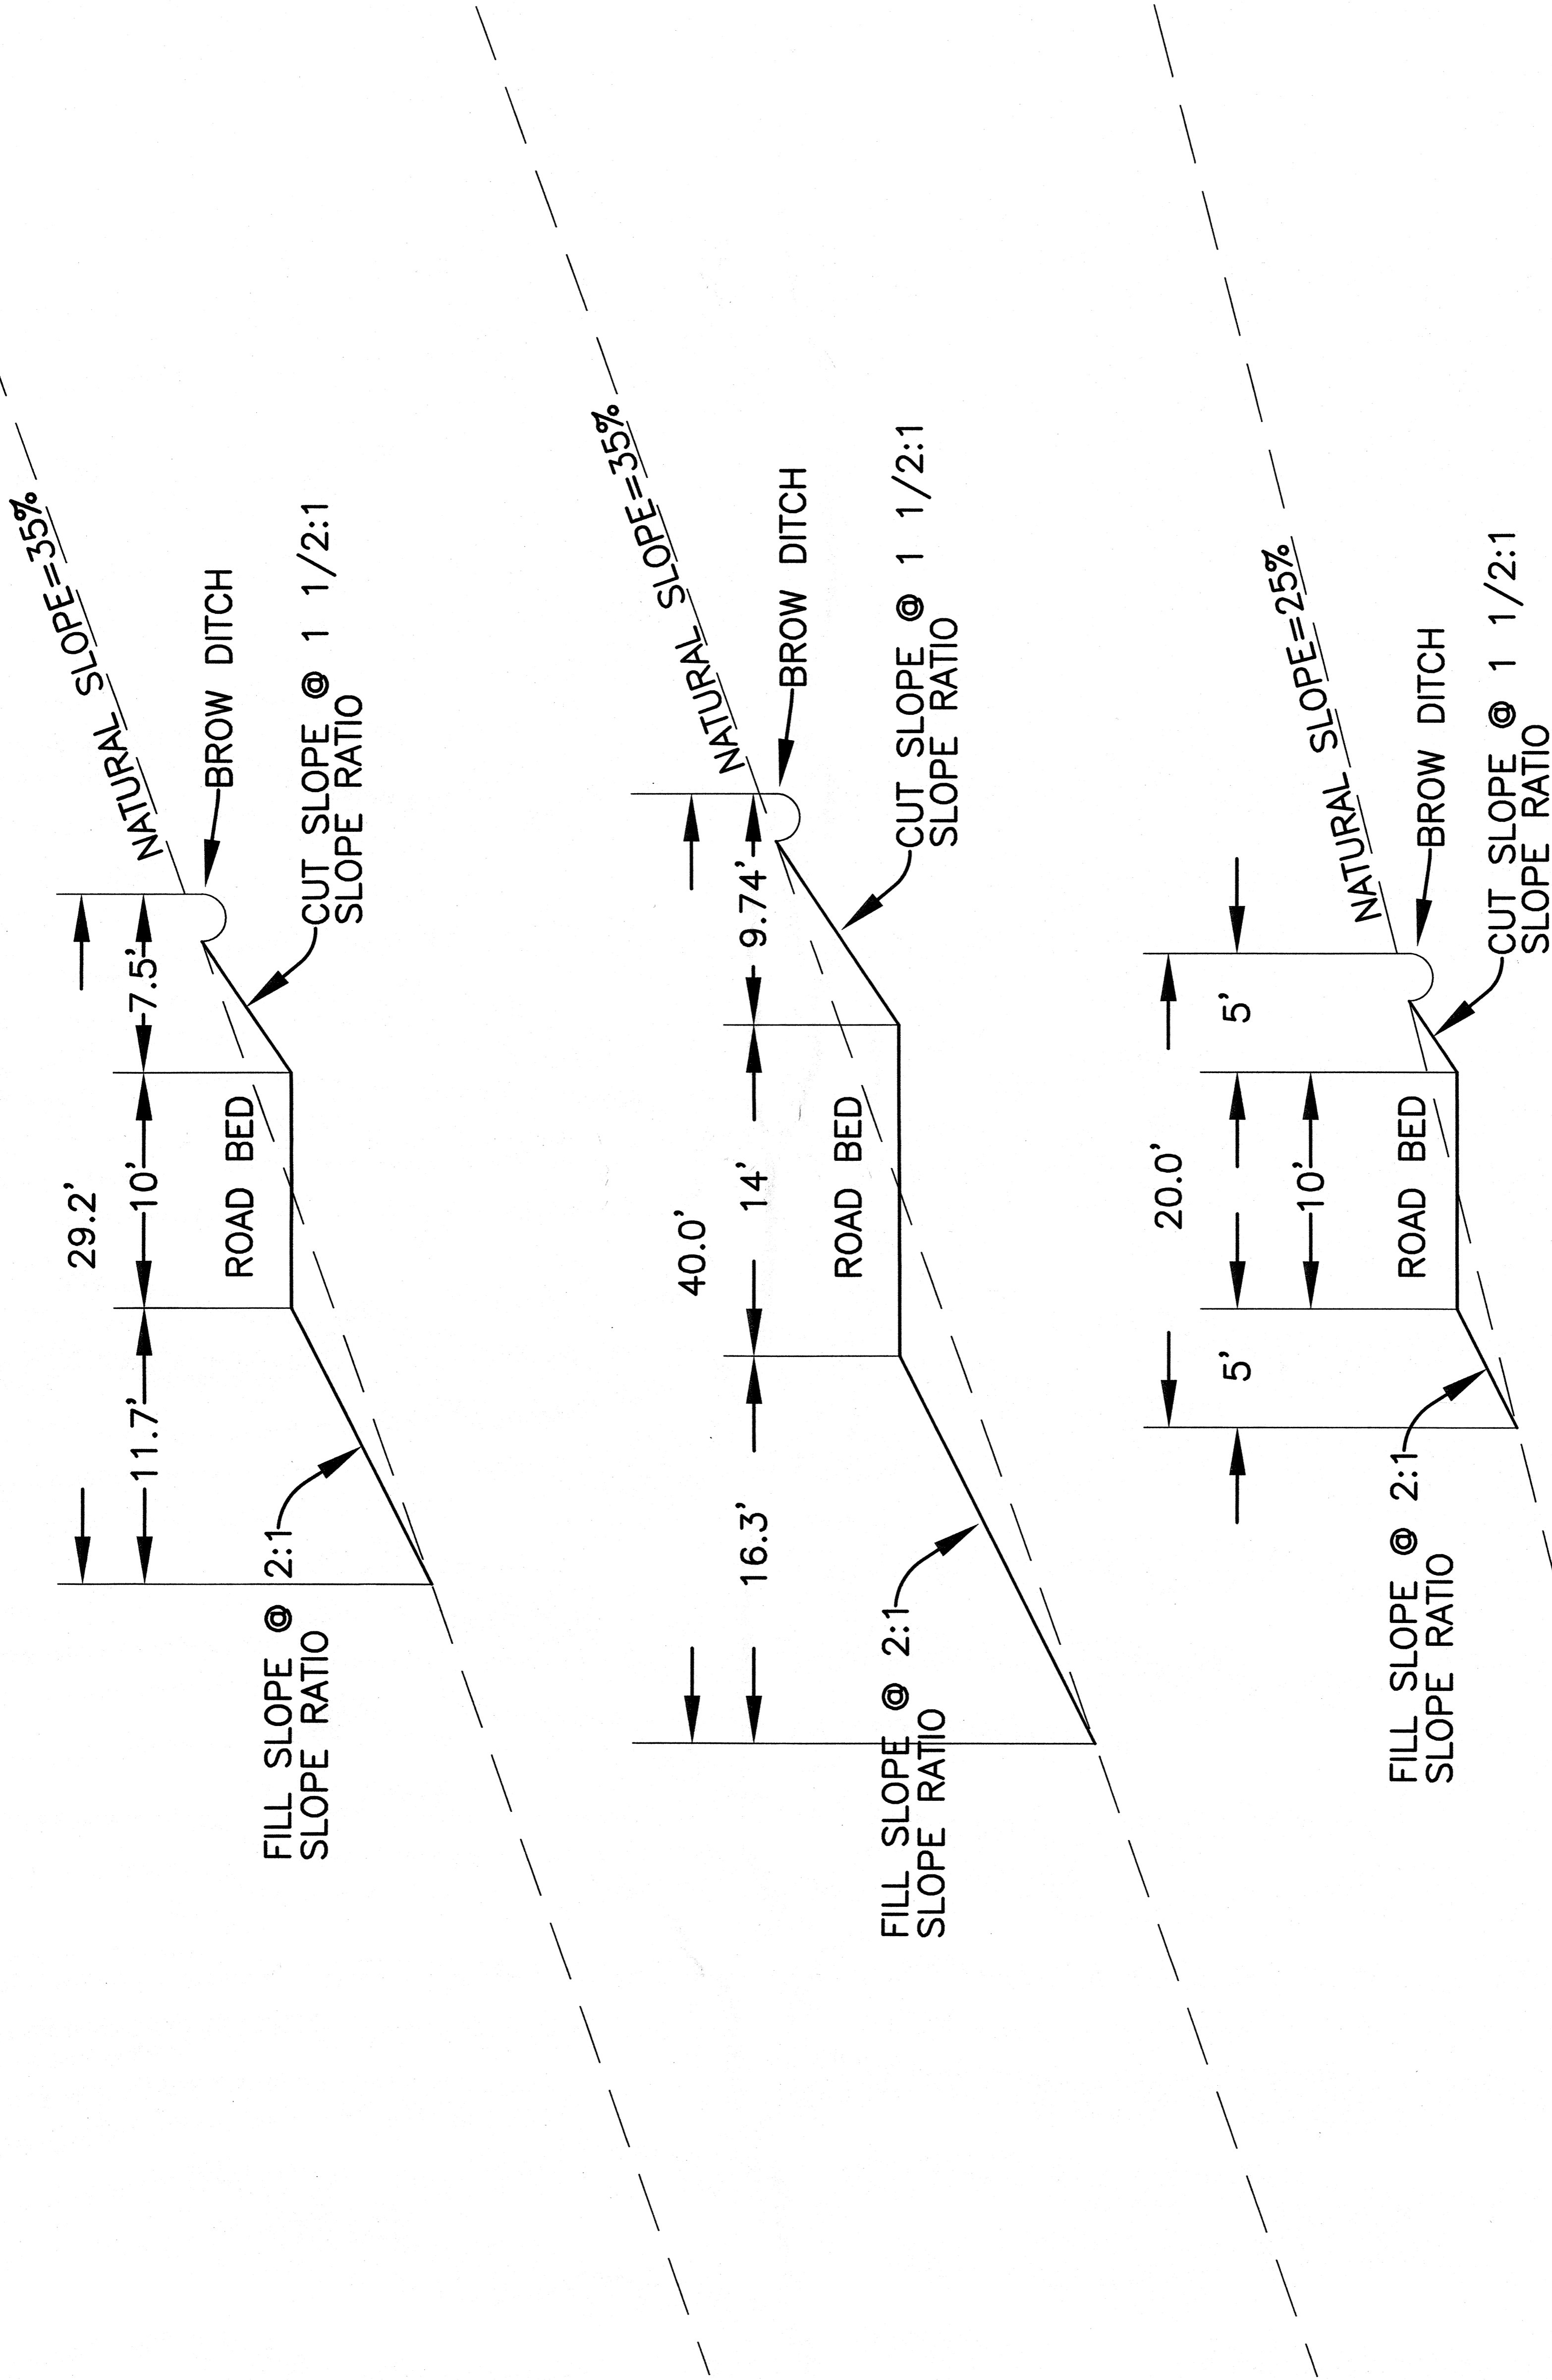 NATURAL SLOPE=35%
29.2'
11.7'
10'
7.5'
ROAD BED
BROW DITCH
FILL SLOPE @ 2:1
SLOPE RATIO
CUT SLOPE @ 1 1/2:1
SLOPE RATIO
NATURAL SLOPE=35%
40.0'
16.3'
14'
9.74'
ROAD BED
BROW DITCH
FILL SLOPE @ 2:1
SLOPE RATIO
CUT SLOPE @ 1 1/2:1
SLOPE RATIO
NATURAL SLOPE=25%
20.0'
5'
5'
10'
ROAD BED
BROW DITCH
FILL SLOPE @ 2:1
SLOPE RATIO
CUT SLOPE @ 1 1/2:1
SLOPE RATIO